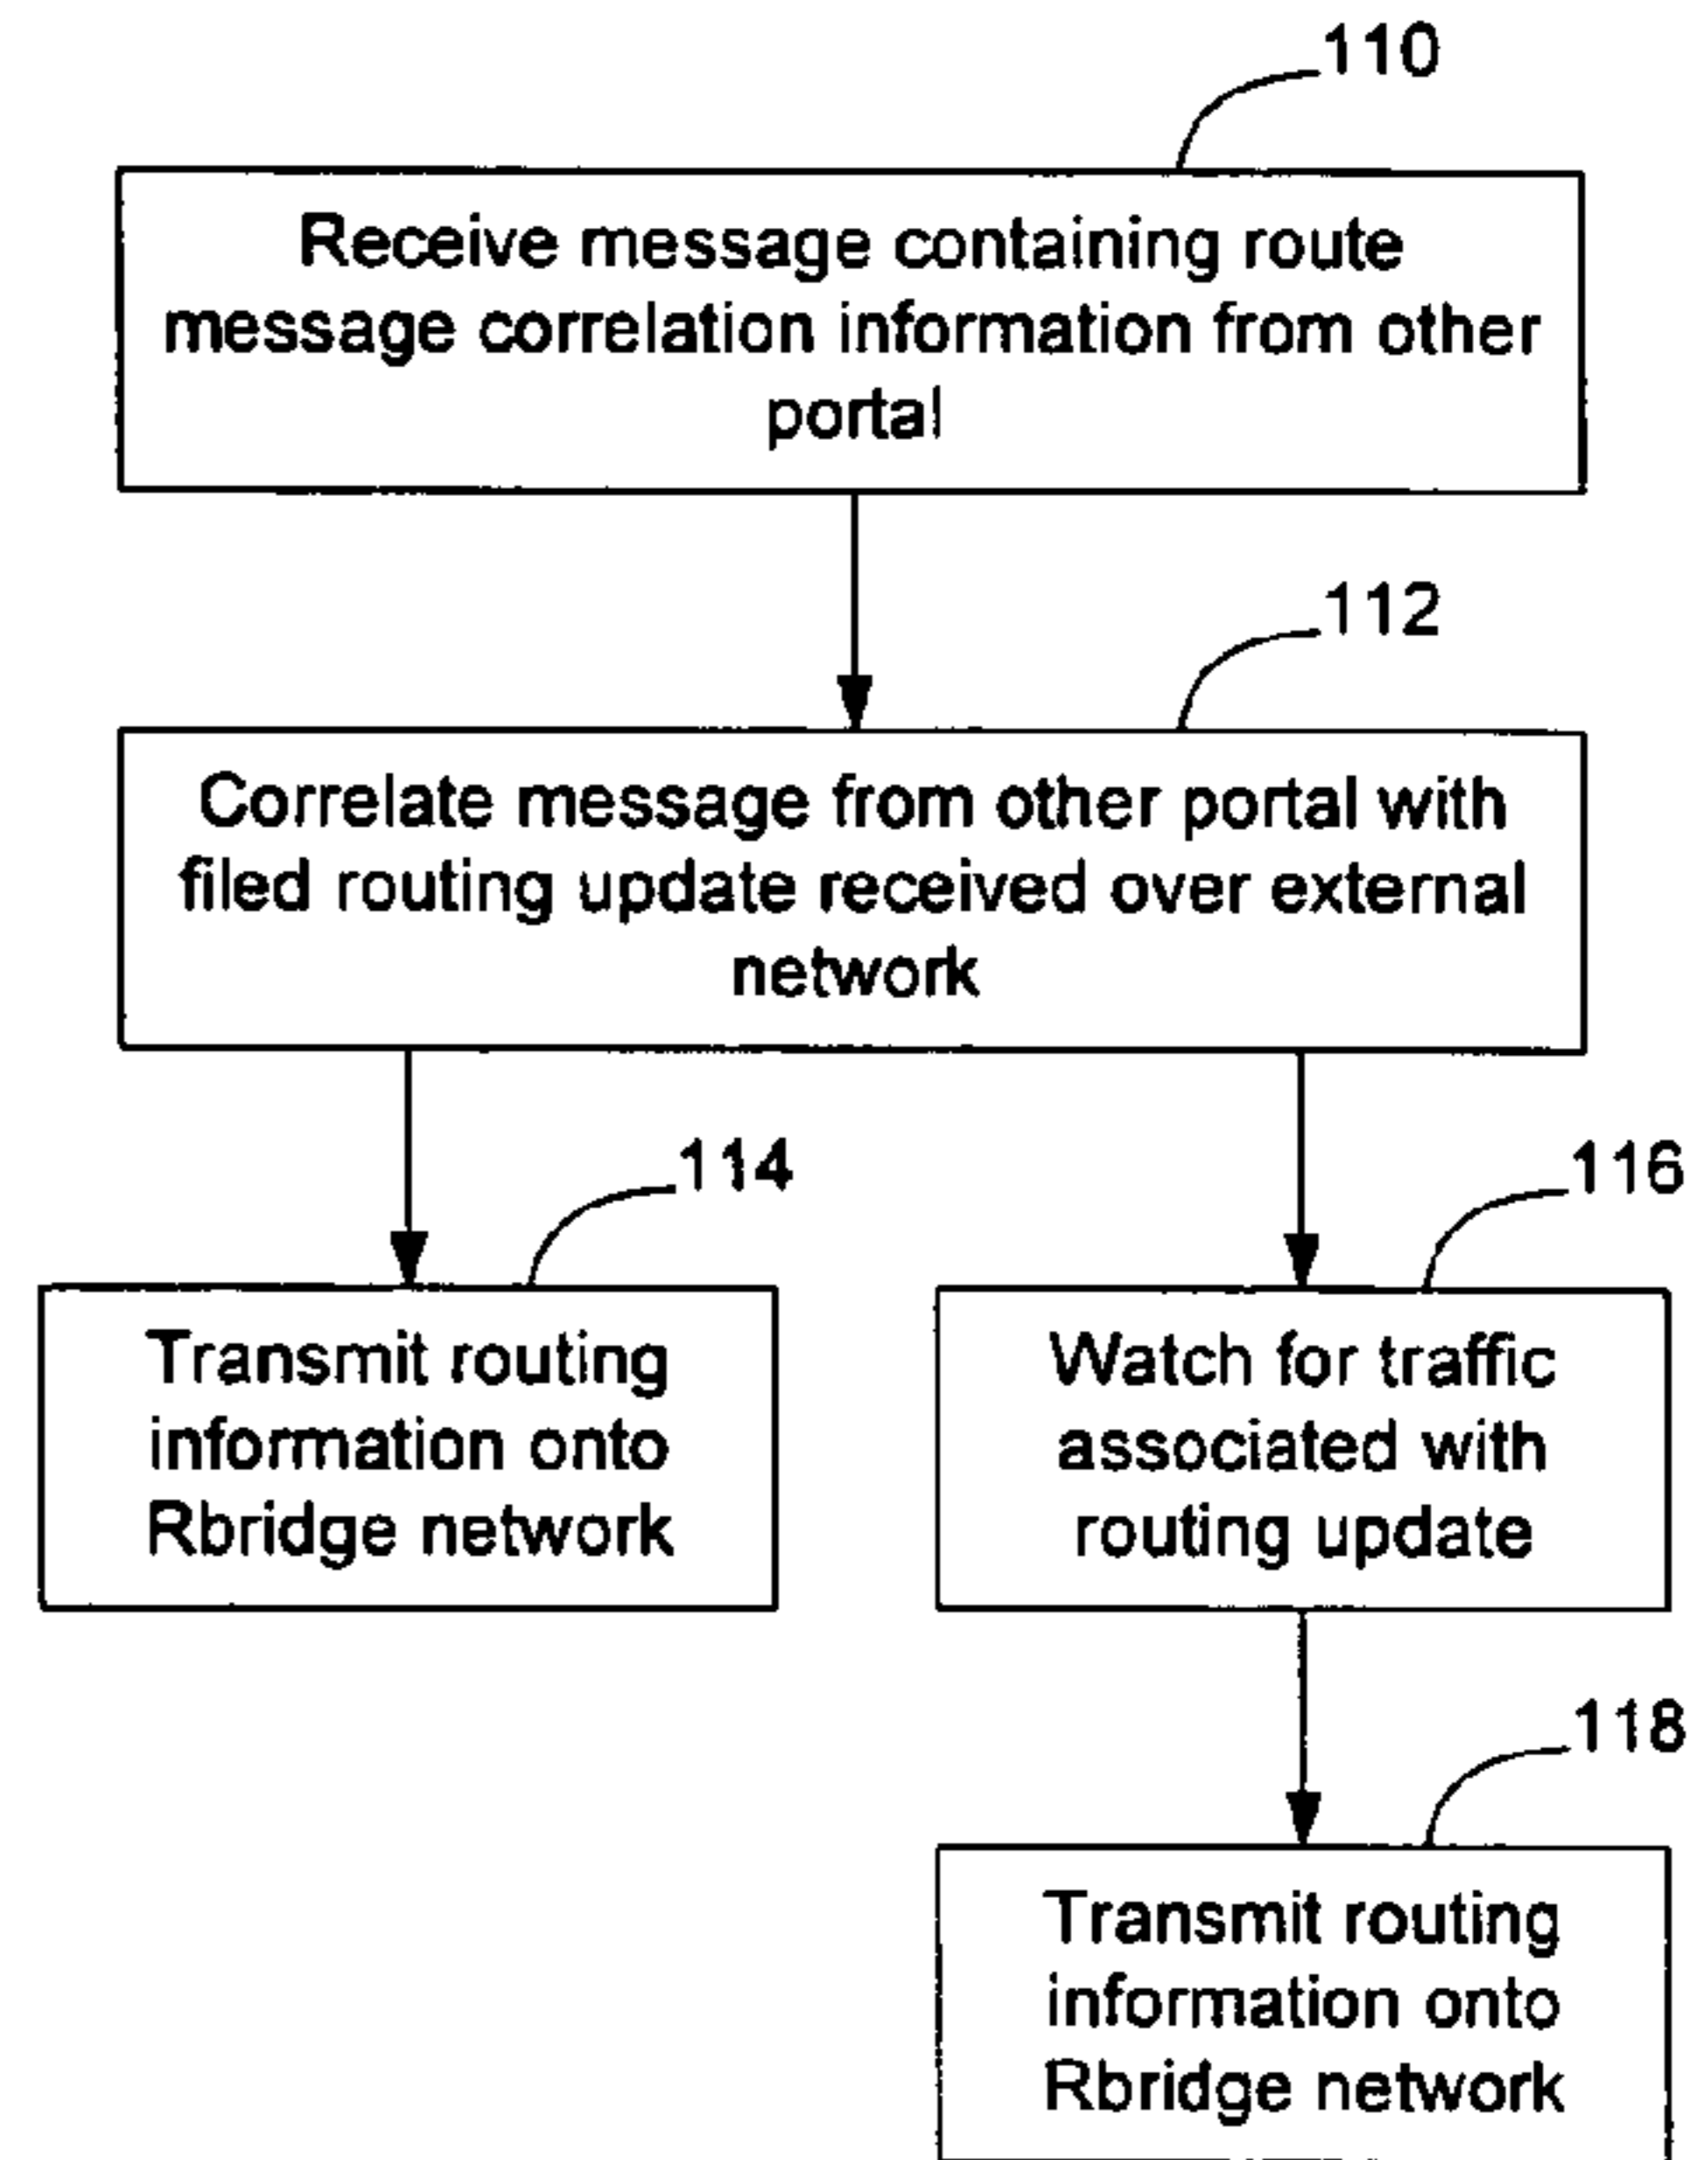 110
Receive message containing route
message correlation information from other
portal
112
Correlate message from other portal with
filed routing update received over external
network
114
116
Transmit routing
information onto
Rbridge network
Watch for traffic
associated with
routing update
118
Transmit routing
information onto
Rbridge network